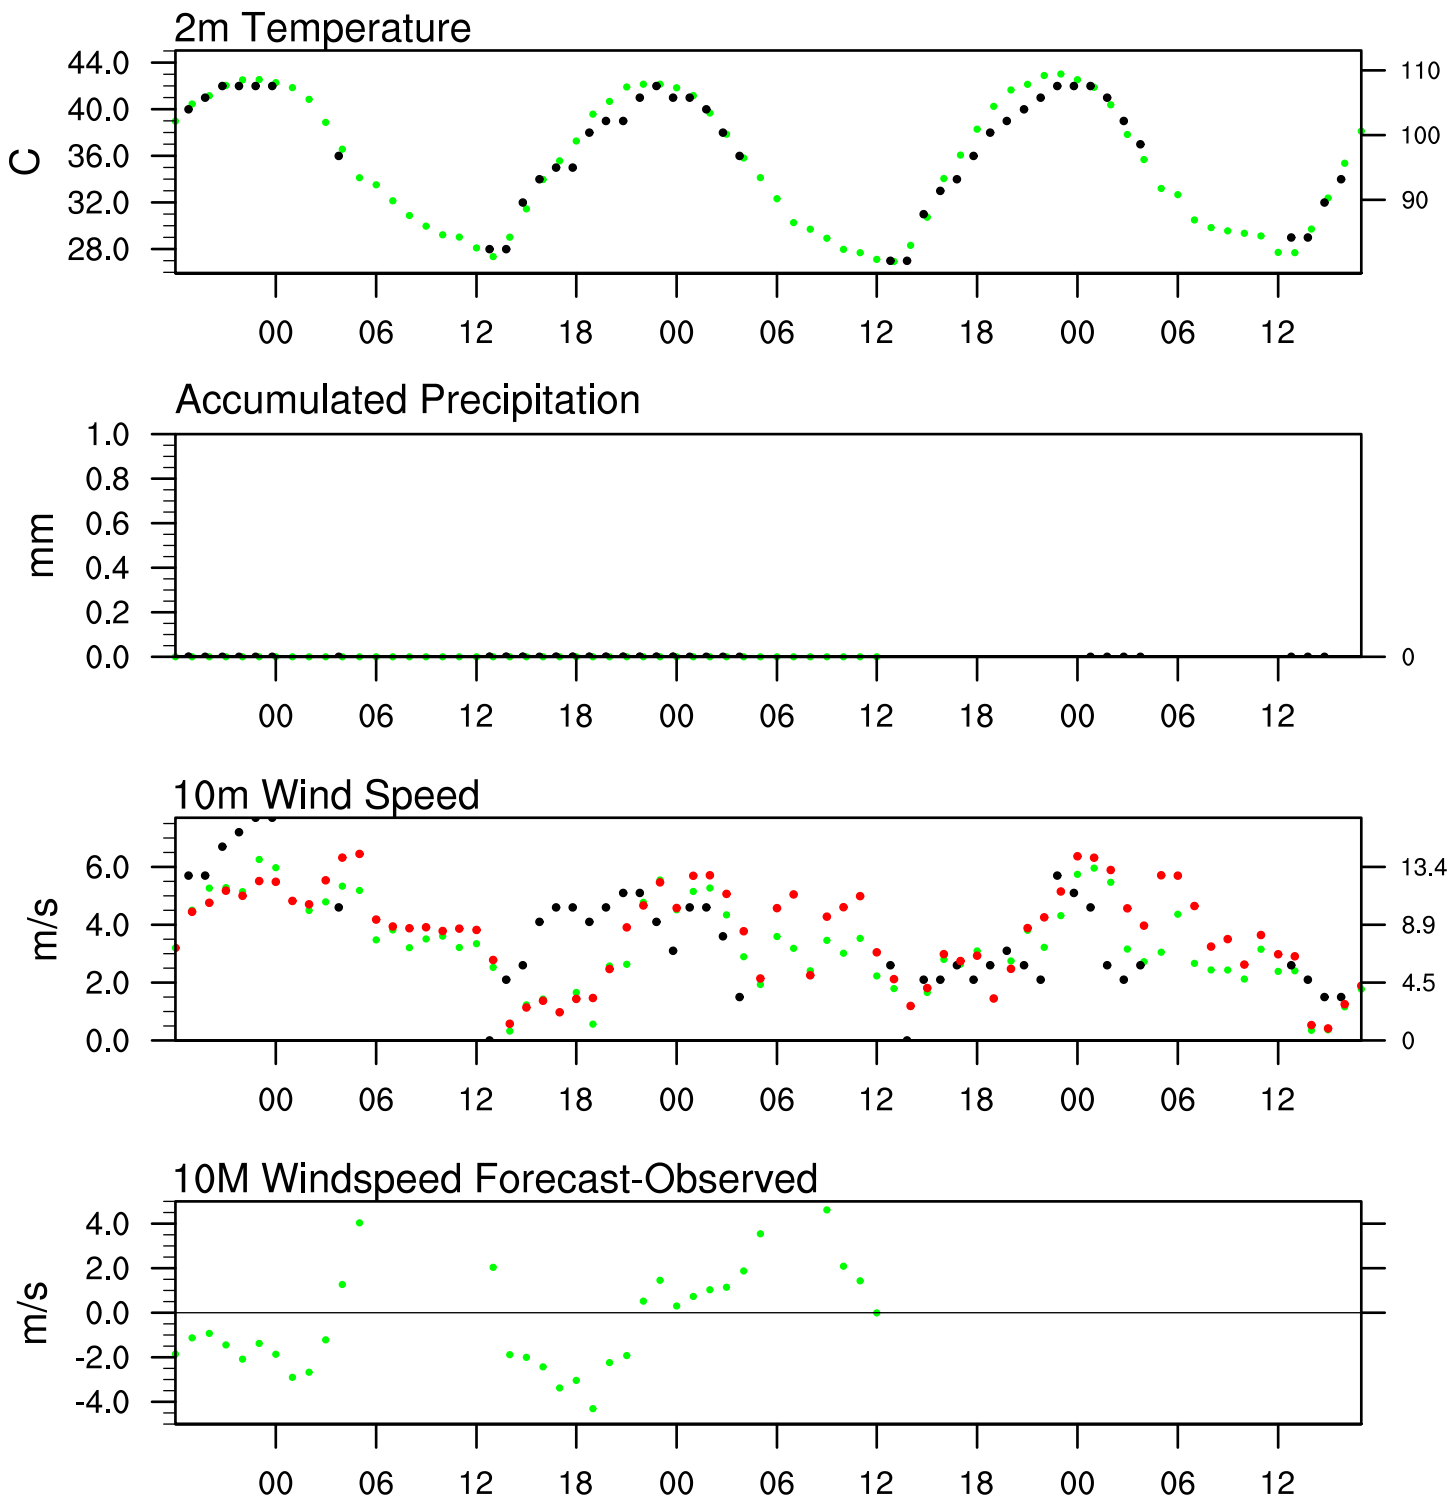 2m Temperature
44.0
40.0
36.0
32.0
28.0
C
110
100
90
00 06 12 18 00 06 12 18 00 06 12
Accumulated Precipitation
1.0
0.8
0.6
0.4
0.2
0.0
mm
0
00 06 12 18 00 06 12 18 00 06 12
10m Wind Speed
6.0
4.0
2.0
0.0
m/s
13.4
8.9
4.5
0
00 06 12 18 00 06 12 18 00 06 12
10M Windspeed Forecast-Observed
4.0
2.0
0.0
-2.0
-4.0
m/s
00 06 12 18 00 06 12 18 00 06 12